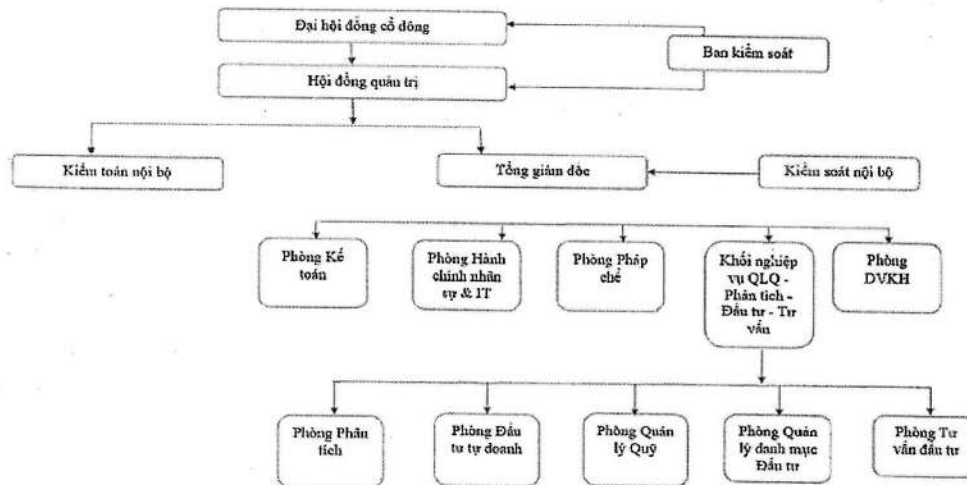 Đại hội đồng cổ đông
Ban kiểm soát
Hội đồng quản trị
Kiểm toán nội bộ
Tổng giám đốc
Kiểm soát nội bộ
Phòng Kế
toán
Phòng Hành
chính nhân
sự & IT
Phòng Pháp
chế
Khối nghiệp
vụ QLQ -
Phân tích -
Đầu tư - Tư
vấn
Phòng
DVKH
Phòng Phân
tích
Phòng Đầu
tư tự doanh
Phòng Quản
lý Quỹ
Phòng Quản
lý danh mục
Đầu tư
Phòng Tư
vấn đầu tư